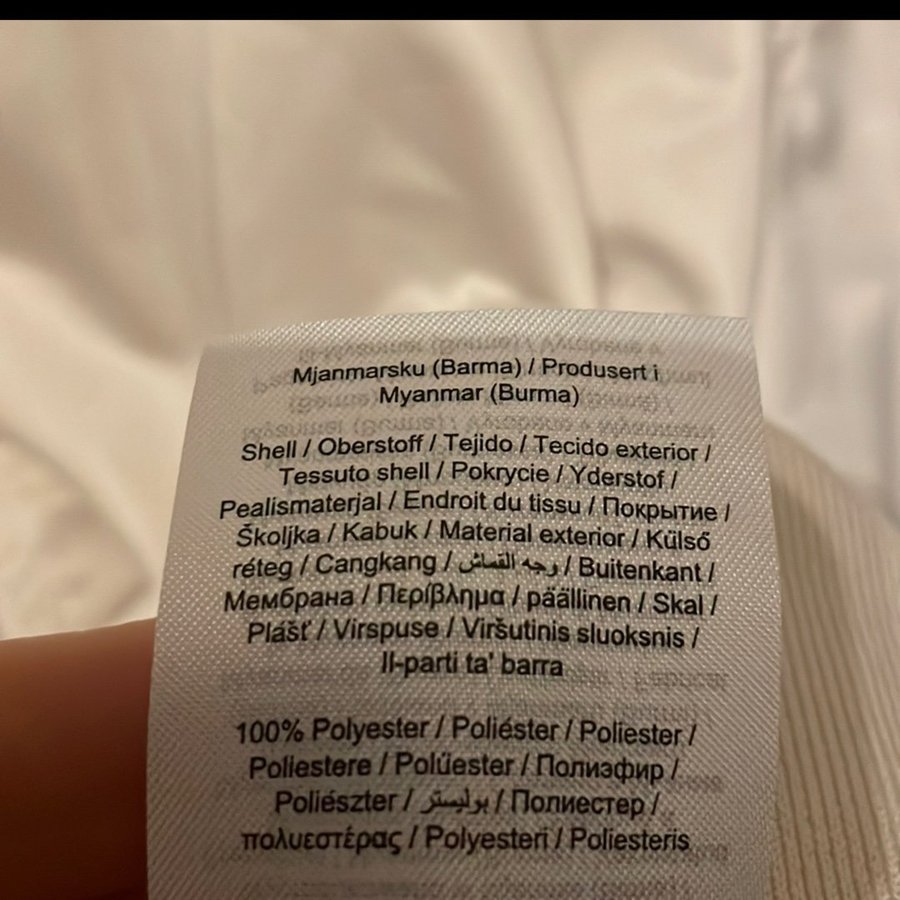 Mjanmarsku (Barma) / Produsert i
Myanmar (Burma)
Shell / Oberstoff / Tejido / Tecido exterior /
Tessuto shell / Pokrycie / Yderstof /
Pealismaterjal / Endroit du tissu / Покрытие /
Školjka / Kabuk / Material exterior / Külső
réteg / Cangkang / وجه القماش / Buitenkant /
Мембрана / Περίβλημα / päällinen / Skal /
Plášť / Virspuse / Viršutinis sluoksnis /
Il-parti ta' barra
100% Polyester / Poliéster / Poliester /
Poliestere / Polüester / Полиэфир /
Poliészter / بوليستر / Полиестер /
πολυεστέρας / Polyesteri / Poliesteris